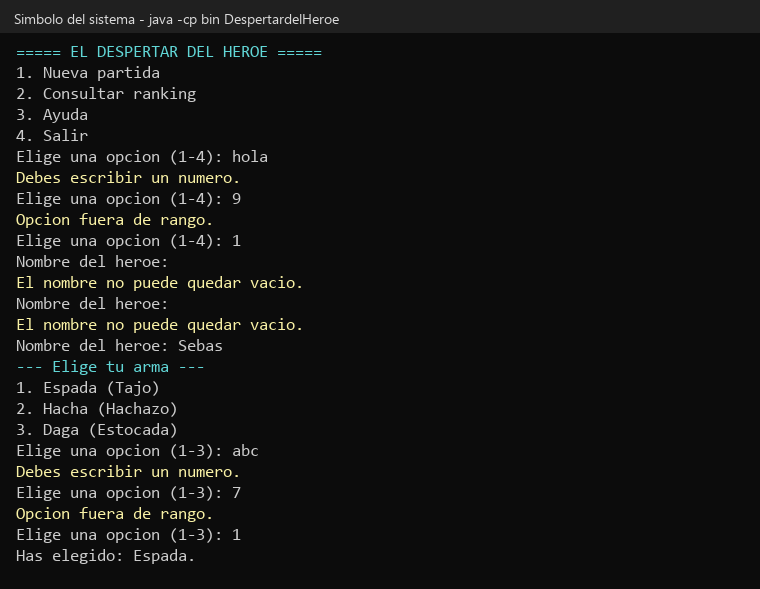 Simbolo del sistema - java -cp bin DespertardelHeroe
===== EL DESPERTAR DEL HEROE =====
1. Nueva partida
2. Consultar ranking
3. Ayuda
4. Salir
Elige una opcion (1-4): hola
Debes escribir un numero.
Elige una opcion (1-4): 9
Opcion fuera de rango.
Elige una opcion (1-4): 1
Nombre del heroe:
El nombre no puede quedar vacio.
Nombre del heroe:
El nombre no puede quedar vacio.
Nombre del heroe: Sebas
--- Elige tu arma ---
1. Espada (Tajo)
2. Hacha (Hachazo)
3. Daga (Estocada)
Elige una opcion (1-3): abc
Debes escribir un numero.
Elige una opcion (1-3): 7
Opcion fuera de rango.
Elige una opcion (1-3): 1
Has elegido: Espada.